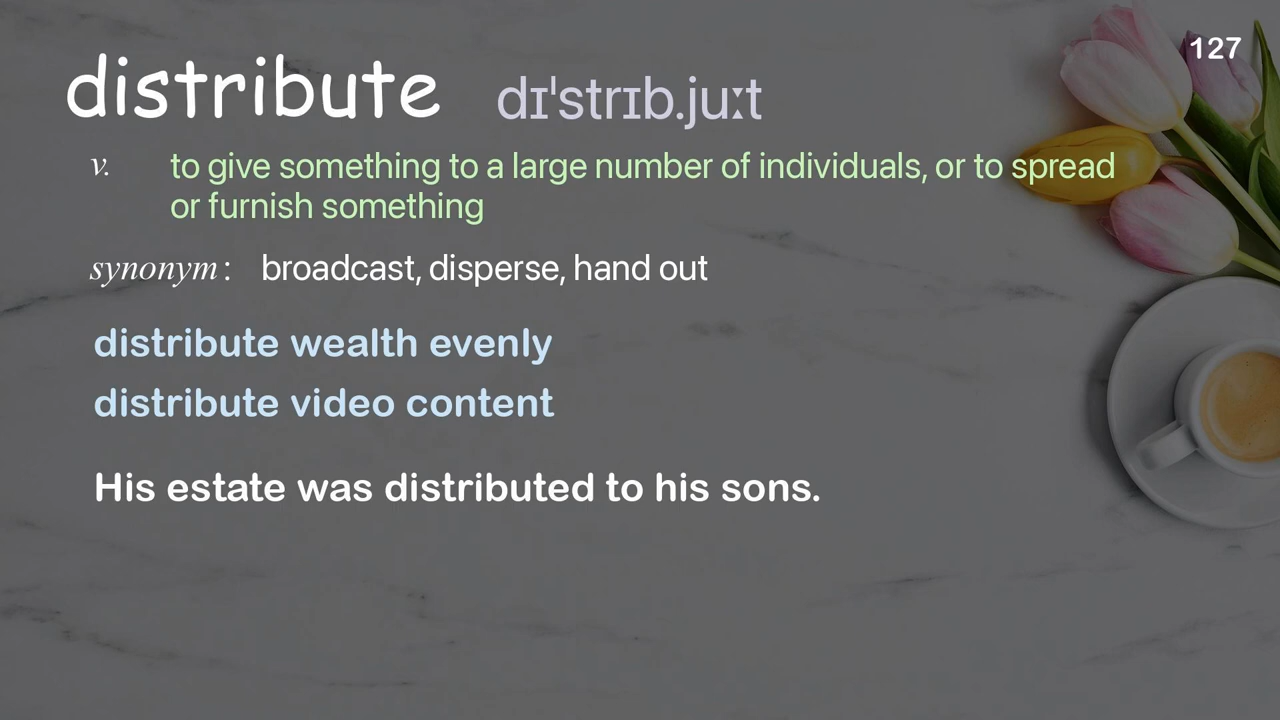 127
distribute dɪˈstrɪb.juːt
v. to give something to a large number of individuals, or to spread
or furnish something
synonym : broadcast, disperse, hand out
distribute wealth evenly
distribute video content
His estate was distributed to his sons.